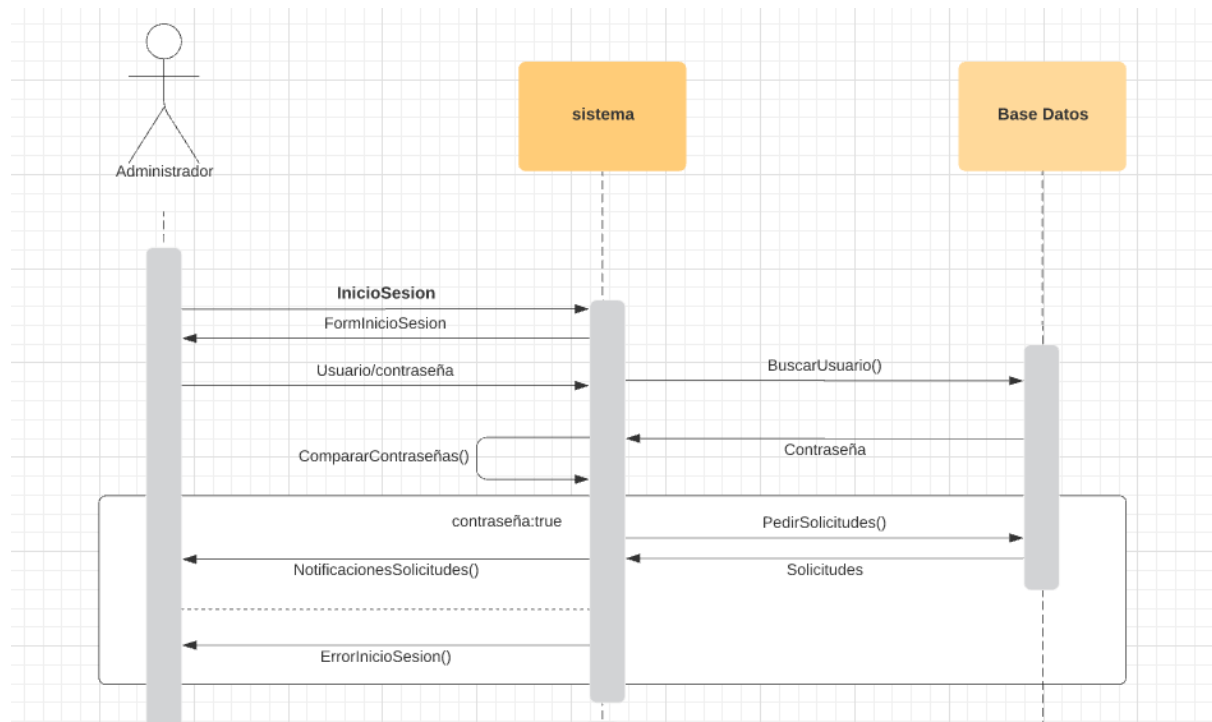 sistema
Base Datos
Administrador
InicioSesion
FormInicioSesion
Usuario/contraseña
BuscarUsuario()
Contraseña
CompararContraseñas()
contraseña:true
PedirSolicitudes()
NotificacionesSolicitudes()
Solicitudes
ErrorInicioSesion()